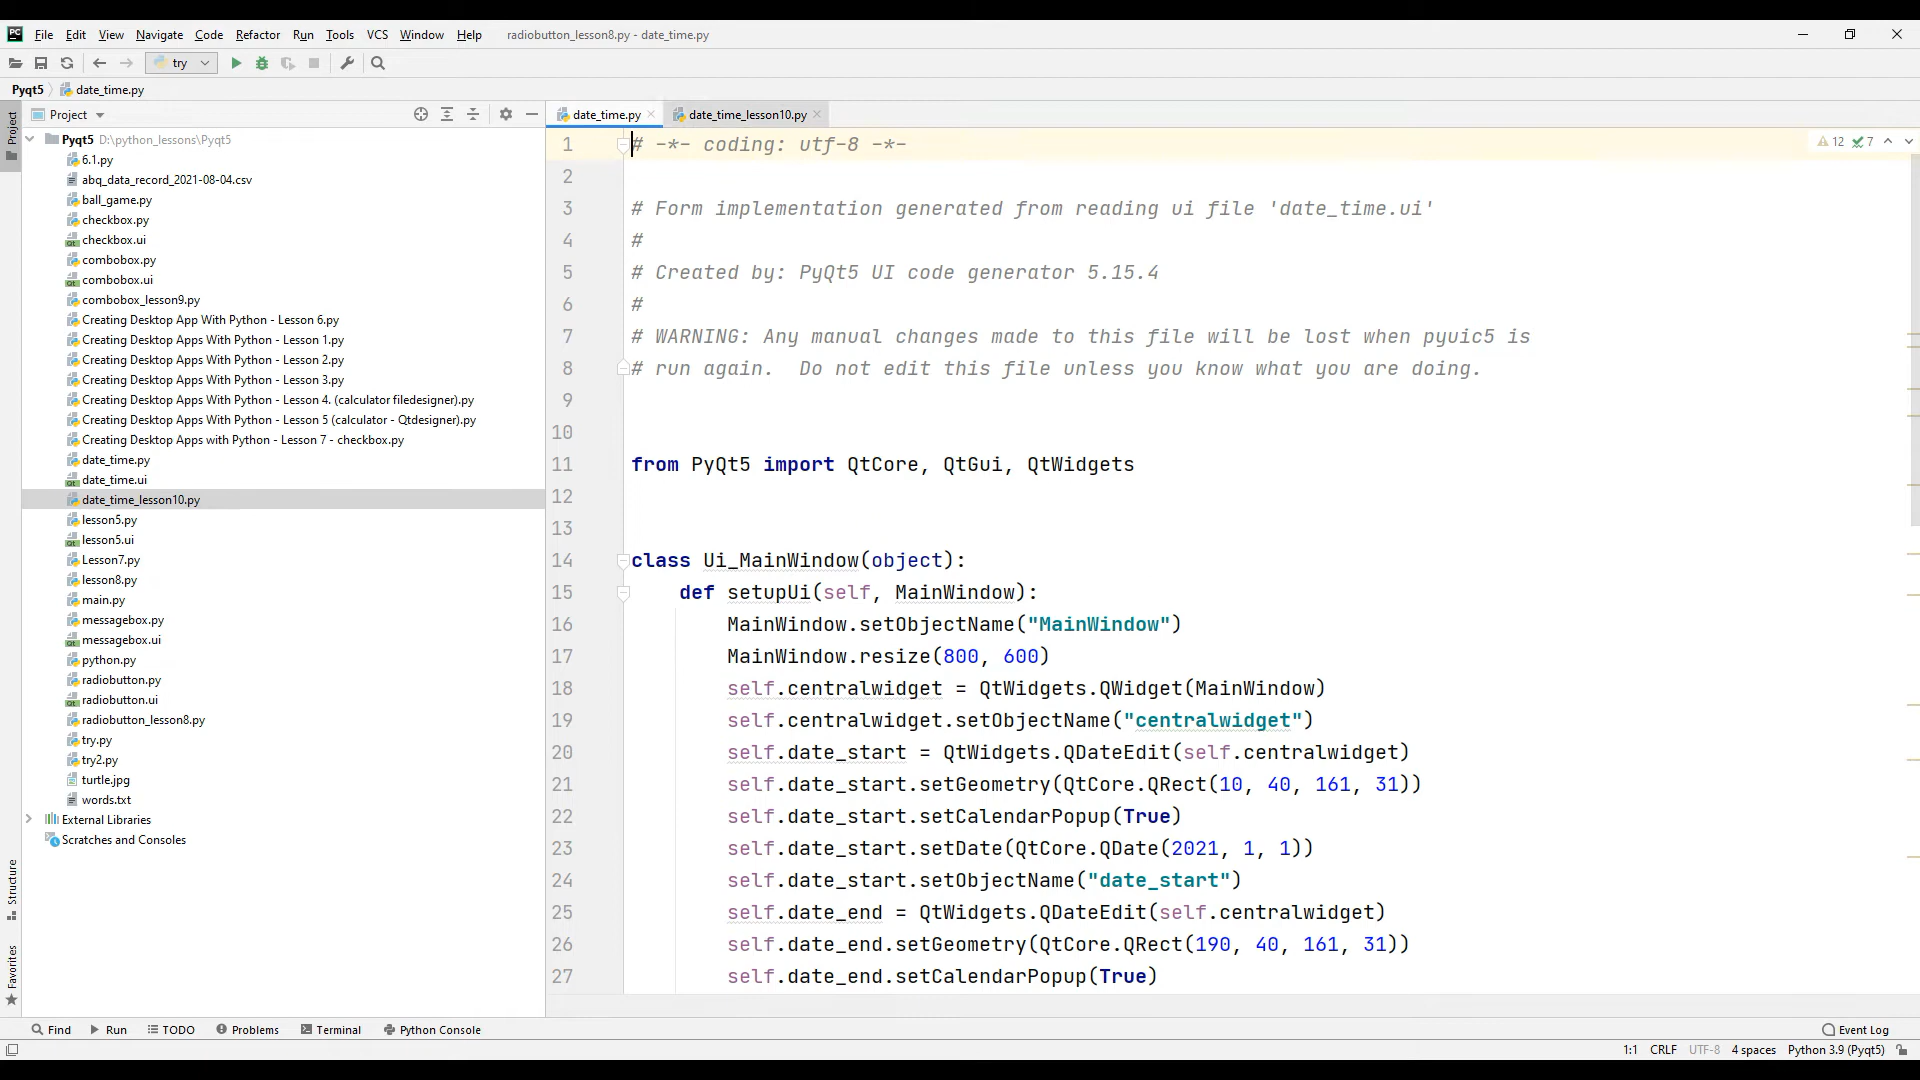 PC File Edit View Navigate Code Refactor Run Tools VCS Window Help radiobutton_lesson8.py - date_time.py
try
Pyqt5 date_time.py
Project
Project
Pyqt5 D:\python_lessons\Pyqt5
6.1.py
abq_data_record_2021-08-04.csv
ball_game.py
checkbox.py
checkbox.ui
combobox.py
combobox.ui
combobox_lesson9.py
Creating Desktop App With Python - Lesson 6.py
Creating Desktop Apps With Python - Lesson 1.py
Creating Desktop Apps With Python - Lesson 2.py
Creating Desktop Apps With Python - Lesson 3.py
Creating Desktop Apps With Python - Lesson 4. (calculator filedesigner).py
Creating Desktop Apps With Python - Lesson 5 (calculator - Qtdesigner).py
Creating Desktop Apps with Python - Lesson 7 - checkbox.py
date_time.py
date_time.ui
date_time_lesson10.py
lesson5.py
lesson5.ui
Lesson7.py
lesson8.py
main.py
messagebox.py
messagebox.ui
python.py
radiobutton.py
radiobutton.ui
radiobutton_lesson8.py
try.py
try2.py
turtle.jpg
words.txt
External Libraries
Scratches and Consoles
Structure
Favorites
date_time.py date_time_lesson10.py
12 7
1 # -*- coding: utf-8 -*-
2
3 # Form implementation generated from reading ui file 'date_time.ui'
4 #
5 # Created by: PyQt5 UI code generator 5.15.4
6 #
7 # WARNING: Any manual changes made to this file will be lost when pyuic5 is
8 # run again.  Do not edit this file unless you know what you are doing.
9
10
11 from PyQt5 import QtCore, QtGui, QtWidgets
12
13
14 class Ui_MainWindow(object):
15 def setupUi(self, MainWindow):
16 MainWindow.setObjectName("MainWindow")
17 MainWindow.resize(800, 600)
18 self.centralwidget = QtWidgets.QWidget(MainWindow)
19 self.centralwidget.setObjectName("centralwidget")
20 self.date_start = QtWidgets.QDateEdit(self.centralwidget)
21 self.date_start.setGeometry(QtCore.QRect(10, 40, 161, 31))
22 self.date_start.setCalendarPopup(True)
23 self.date_start.setDate(QtCore.QDate(2021, 1, 1))
24 self.date_start.setObjectName("date_start")
25 self.date_end = QtWidgets.QDateEdit(self.centralwidget)
26 self.date_end.setGeometry(QtCore.QRect(190, 40, 161, 31))
27 self.date_end.setCalendarPopup(True)
Find Run TODO Problems Terminal Python Console Event Log
1:1 CRLF UTF-8 4 spaces Python 3.9 (Pyqt5)